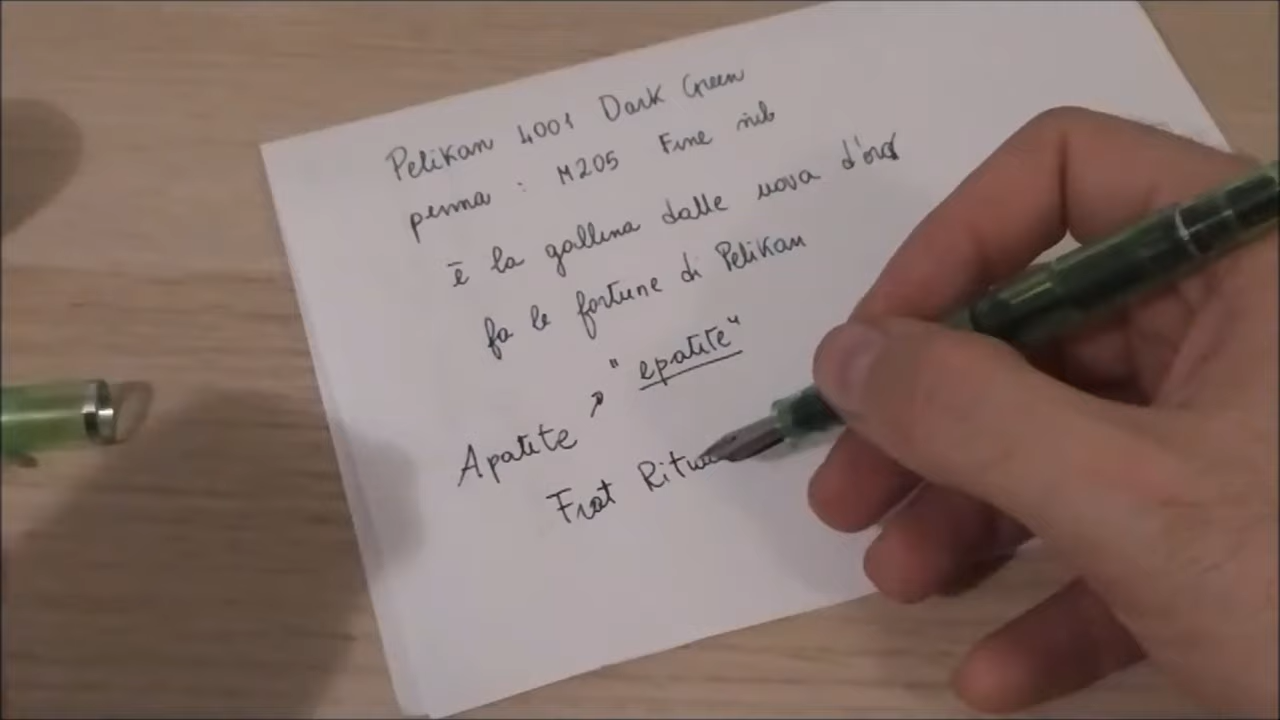 Pelikan 4001 Dark Green
penna : M205 Fine nib
è la gallina dalle uova d'oro
fa le fortune di Pelikan
"epatite"
Apatite
Fiat